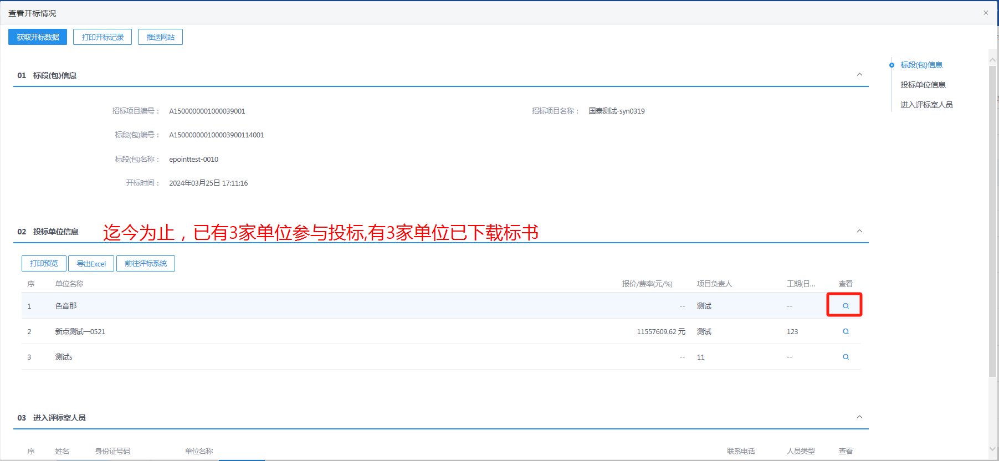 查看开标情况
获取开标数据 打印开标记录 推送网站
标段(包)信息
投标单位信息
进入评标室人员
01 标段(包)信息
招标项目编号： A1500000001000039001 招标项目名称： 国泰测试-syn0319
标段(包)编号： A150000000100003900114001
标段(包)名称： epointtest-0010
开标时间： 2024年03月25日 17:11:16
02 投标单位信息 迄今为止，已有3家单位参与投标,有3家单位已下载标书
打印预览 导出Excel 前往评标系统
序 单位名称 报价/费率(元/%) 项目负责人 工期(日... 查看
1 色音那 -- 测试 --
2 新点测试—0521 11557609.62 元 测试 123
3 测试s -- 11 --
03 进入评标室人员
序 姓名 身份证号码 单位名称 联系电话 人员类型 查看